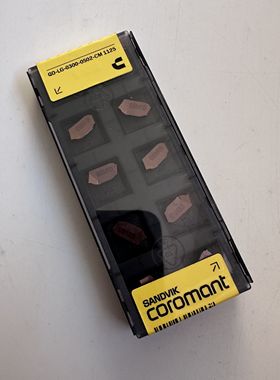 QD-LG-0300-0502-CM 1125
SANDVIK
coromant